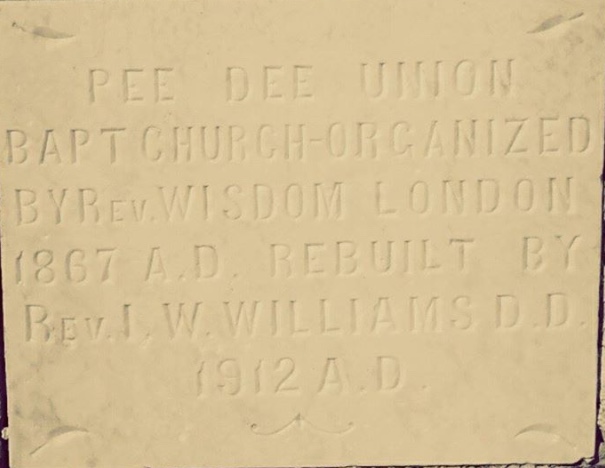 PEE DEE UNION
BAPT CHURCH-ORGANIZED
BY REV. WISDOM LONDON
1867 A.D. REBUILT BY
REV. I. W. WILLIAMS D.D.
1912 A.D.